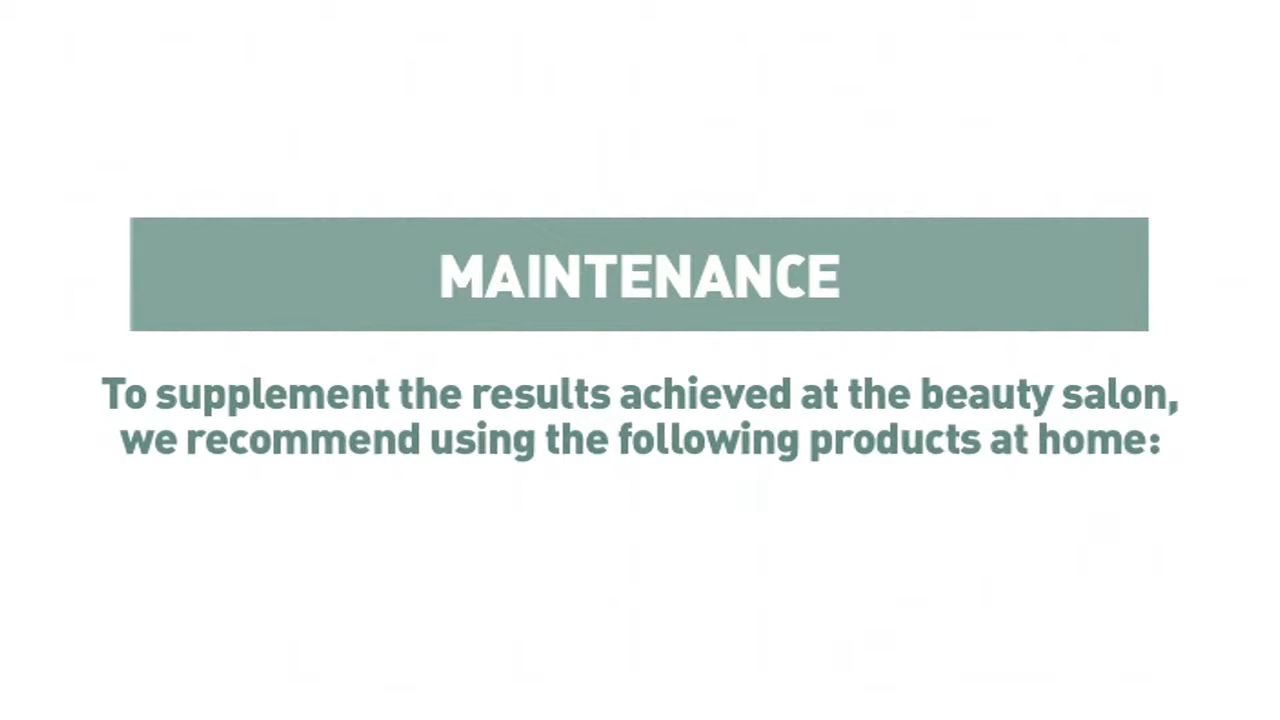 MAINTENANCE
To supplement the results achieved at the beauty salon,
we recommend using the following products at home: